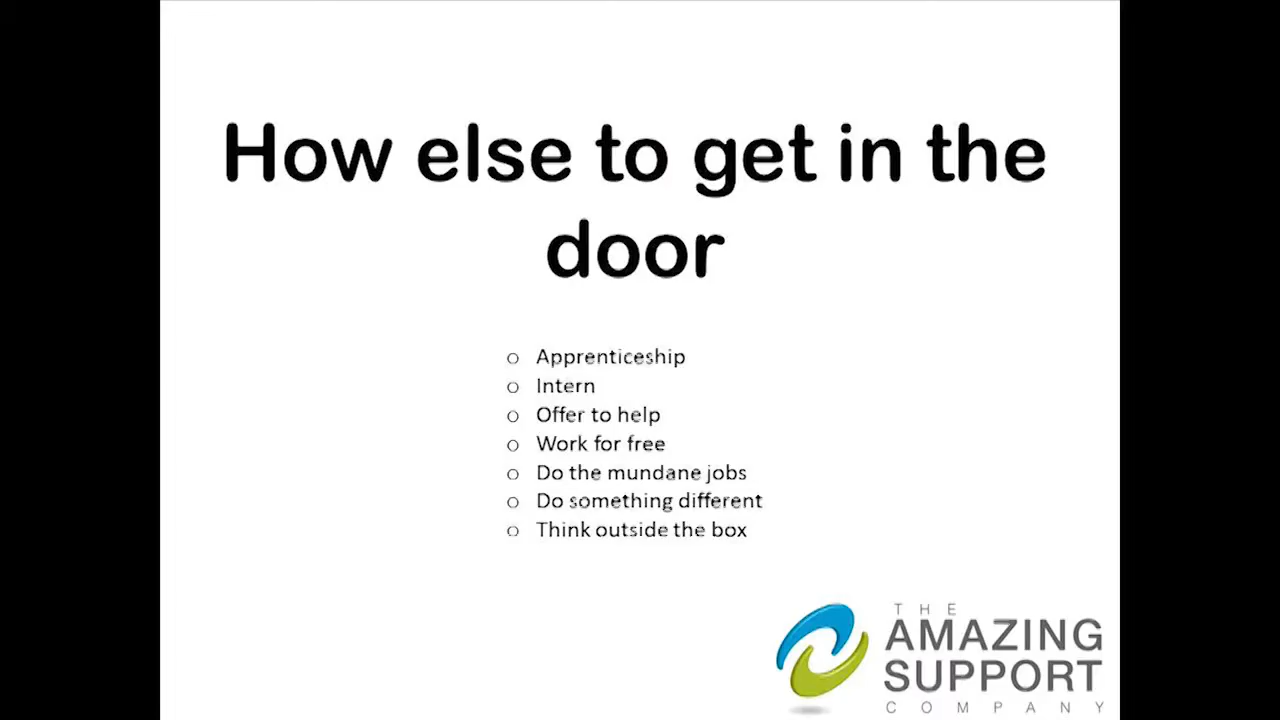 How else to get in the
door
o Apprenticeship
o Intern
o Offer to help
o Work for free
o Do the mundane jobs
o Do something different
o Think outside the box
THE
AMAZING
SUPPORT
COMPANY